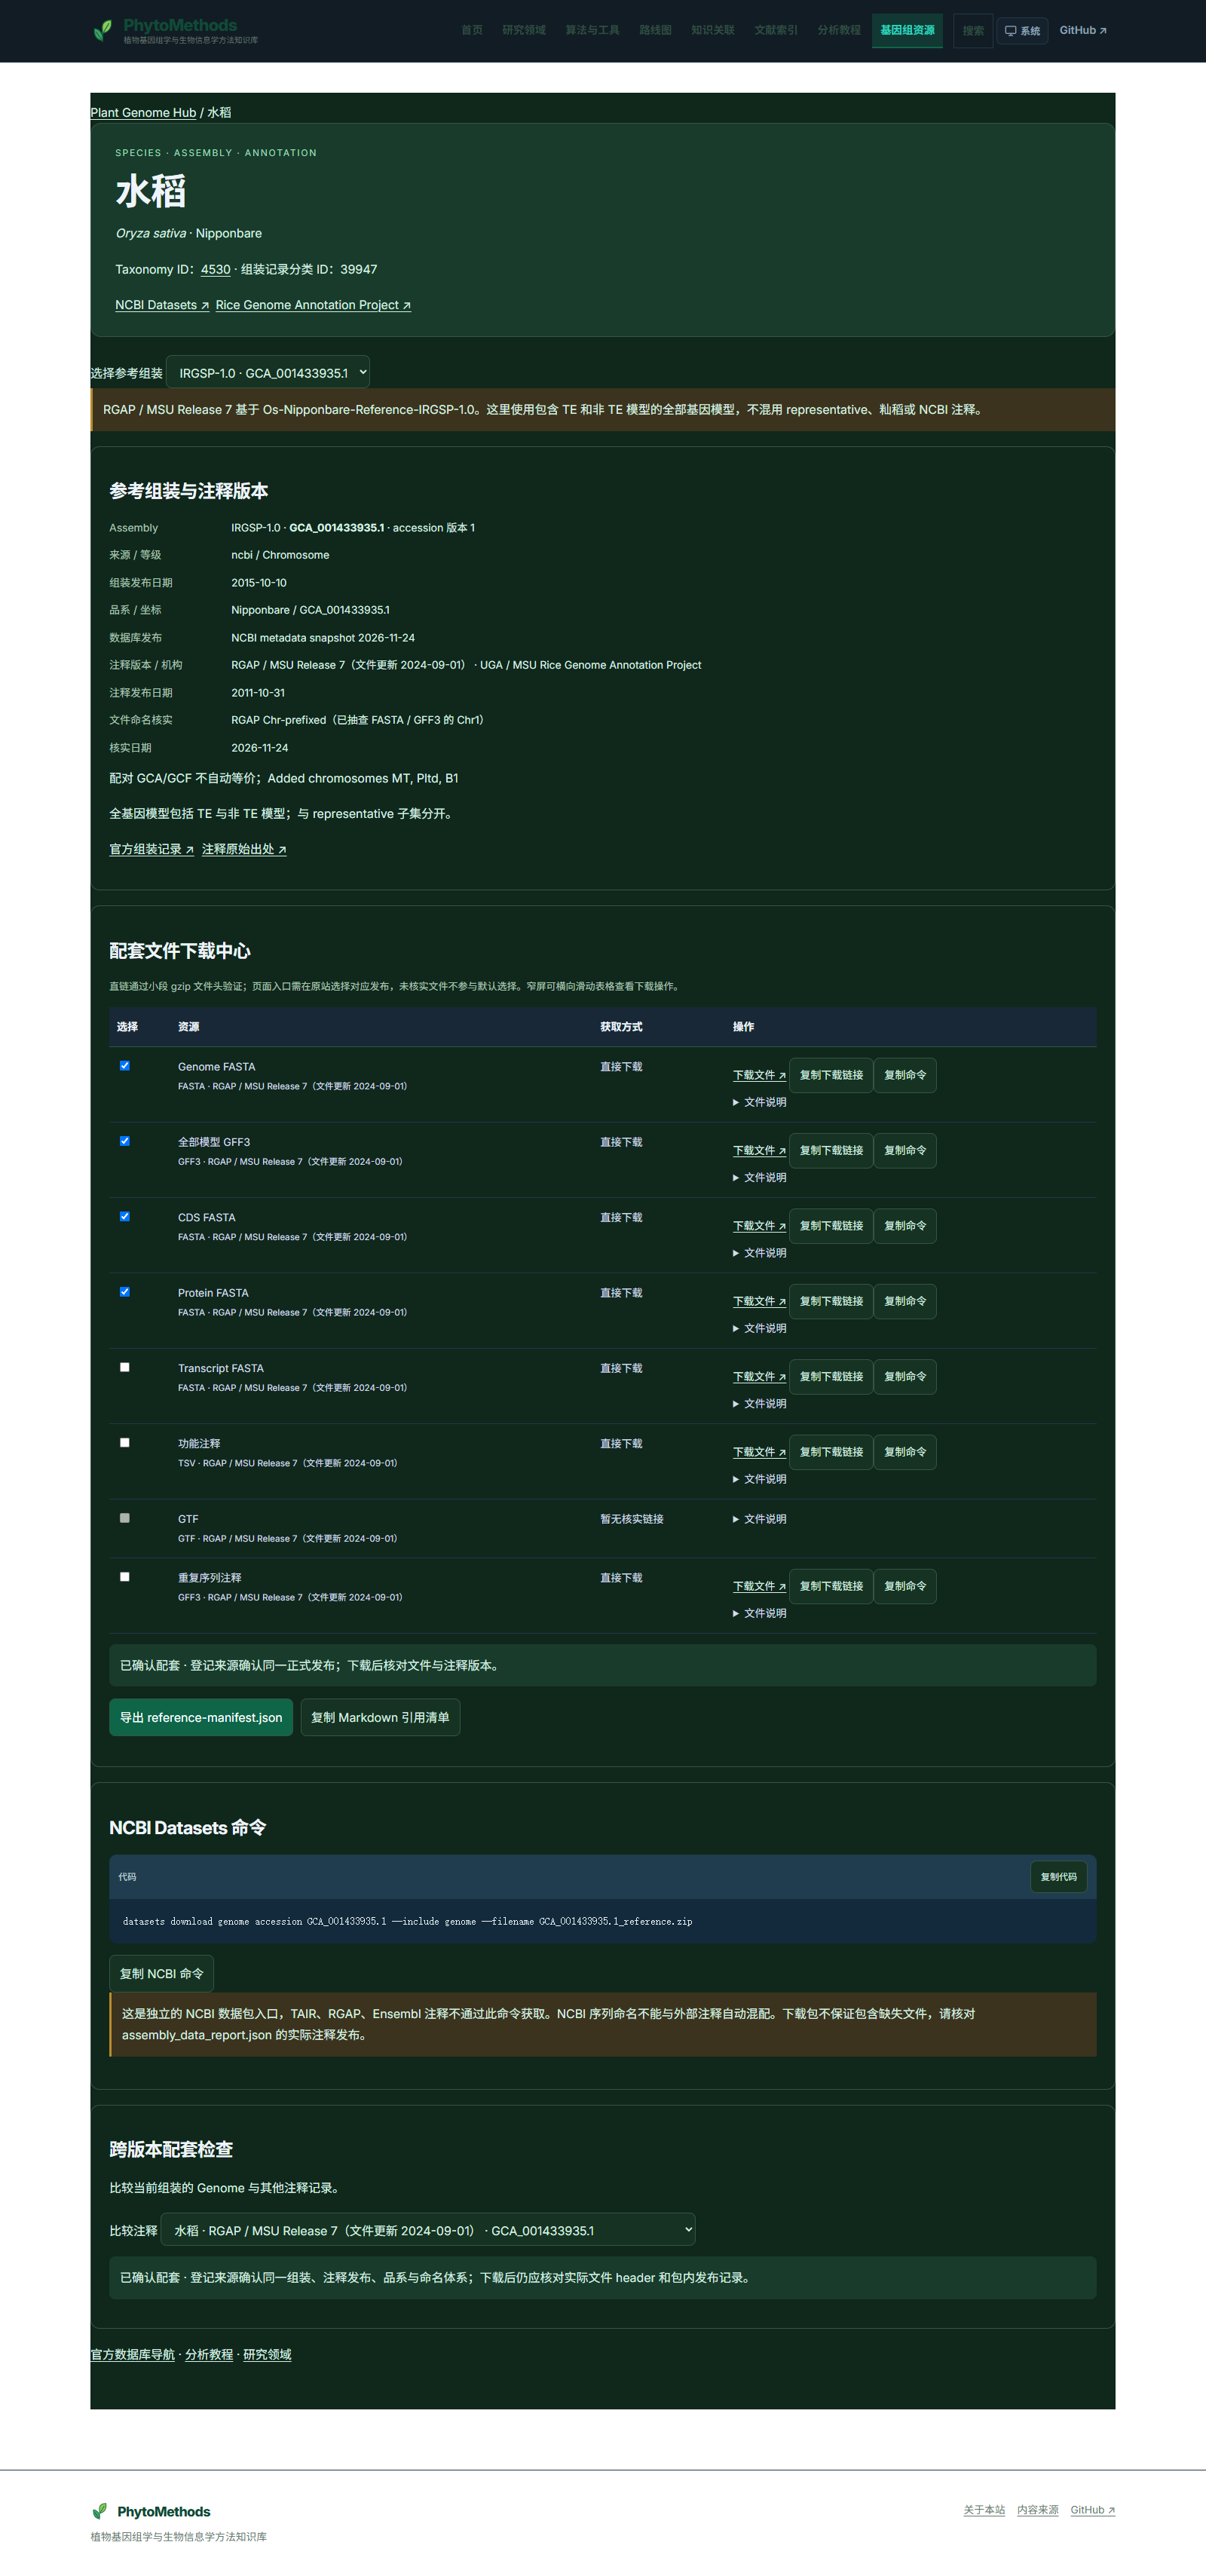 PhytoMethods
植物基因组学与生物信息学方法知识库
首页 研究领域 算法与工具 路线图 知识关联 文献索引 分析教程 基因组资源 搜索 系统 GitHub ↗
Plant Genome Hub / 水稻
SPECIES · ASSEMBLY · ANNOTATION
水稻
Oryza sativa · Nipponbare
Taxonomy ID：4530 · 组装记录分类 ID：39947
NCBI Datasets ↗ Rice Genome Annotation Project ↗
选择参考组装 IRGSP-1.0 · GCA_001433935.1
RGAP / MSU Release 7 基于 Os-Nipponbare-Reference-IRGSP-1.0。这里使用包含 TE 和非 TE 模型的全部基因模型，不混用 representative、籼稻或 NCBI 注释。
参考组装与注释版本
Assembly IRGSP-1.0 · GCA_001433935.1 · accession 版本 1
来源 / 等级 ncbi / Chromosome
组装发布日期 2015-10-10
品系 / 坐标 Nipponbare / GCA_001433935.1
数据库发布 NCBI metadata snapshot 2026-11-24
注释版本 / 机构 RGAP / MSU Release 7（文件更新 2024-09-01） · UGA / MSU Rice Genome Annotation Project
注释发布日期 2011-10-31
文件命名核实 RGAP Chr-prefixed（已抽查 FASTA / GFF3 的 Chr1）
核实日期 2026-11-24
配对 GCA/GCF 不自动等价；Added chromosomes MT, Pltd, B1
全基因模型包括 TE 与非 TE 模型；与 representative 子集分开。
官方组装记录 ↗ 注释原始出处 ↗
配套文件下载中心
直链通过小段 gzip 文件头验证；页面入口需在原站选择对应发布，未核实文件不参与默认选择。窄屏可横向滑动表格查看下载操作。
选择 资源 获取方式 操作
Genome FASTA 直接下载 下载文件 ↗ 复制下载链接 复制命令
FASTA · RGAP / MSU Release 7（文件更新 2024-09-01）
▶ 文件说明
全部模型 GFF3 直接下载 下载文件 ↗ 复制下载链接 复制命令
GFF3 · RGAP / MSU Release 7（文件更新 2024-09-01）
▶ 文件说明
CDS FASTA 直接下载 下载文件 ↗ 复制下载链接 复制命令
FASTA · RGAP / MSU Release 7（文件更新 2024-09-01）
▶ 文件说明
Protein FASTA 直接下载 下载文件 ↗ 复制下载链接 复制命令
FASTA · RGAP / MSU Release 7（文件更新 2024-09-01）
▶ 文件说明
Transcript FASTA 直接下载 下载文件 ↗ 复制下载链接 复制命令
FASTA · RGAP / MSU Release 7（文件更新 2024-09-01）
▶ 文件说明
功能注释 直接下载 下载文件 ↗ 复制下载链接 复制命令
TSV · RGAP / MSU Release 7（文件更新 2024-09-01）
▶ 文件说明
GTF 暂无核实链接 ▶ 文件说明
GTF · RGAP / MSU Release 7（文件更新 2024-09-01）
重复序列注释 直接下载 下载文件 ↗ 复制下载链接 复制命令
GFF3 · RGAP / MSU Release 7（文件更新 2024-09-01）
▶ 文件说明
已确认配套 · 登记来源确认同一正式发布；下载后核对文件与注释版本。
导出 reference-manifest.json 复制 Markdown 引用清单
NCBI Datasets 命令
代码 复制代码
datasets download genome accession GCA_001433935.1 --include genome --filename GCA_001433935.1_reference.zip
复制 NCBI 命令
这是独立的 NCBI 数据包入口，TAIR、RGAP、Ensembl 注释不通过此命令获取。NCBI 序列命名不能与外部注释自动混配。下载包不保证包含缺失文件，请核对
assembly_data_report.json 的实际注释发布。
跨版本配套检查
比较当前组装的 Genome 与其他注释记录。
比较注释 水稻 · RGAP / MSU Release 7（文件更新 2024-09-01） · GCA_001433935.1
已确认配套 · 登记来源确认同一组装、注释发布、品系与命名体系；下载后仍应核对实际文件 header 和包内发布记录。
官方数据库导航 · 分析教程 · 研究领域
PhytoMethods
关于本站 内容来源 GitHub ↗
植物基因组学与生物信息学方法知识库